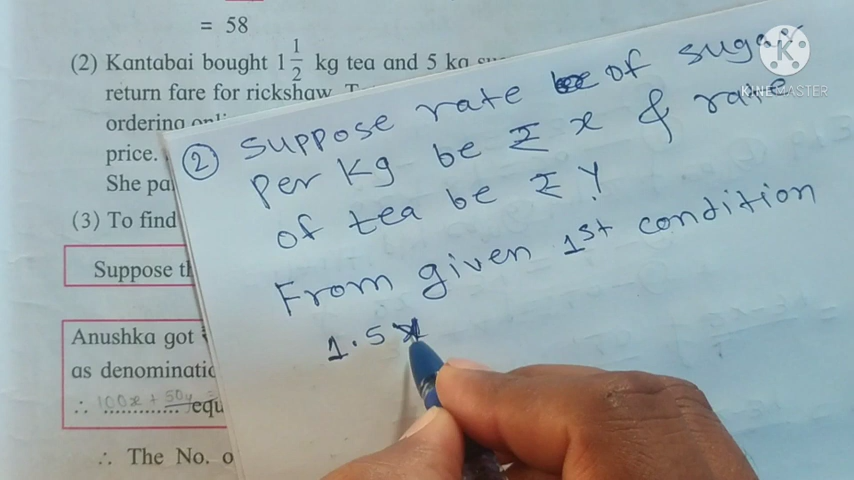 = 58
(2) Kantabai bought 1 1/2 kg tea and 5 kg
return fare for rickshaw.
ordering
price.
She
(3) To find
Suppose
Anushka got
as
∴ 100x + 50y
∴ The No. o
KINEMASTER
② Suppose rate of sugar
Per Kg be ₹ x & rate
of tea be ₹ y
From given 1st condition
1.5